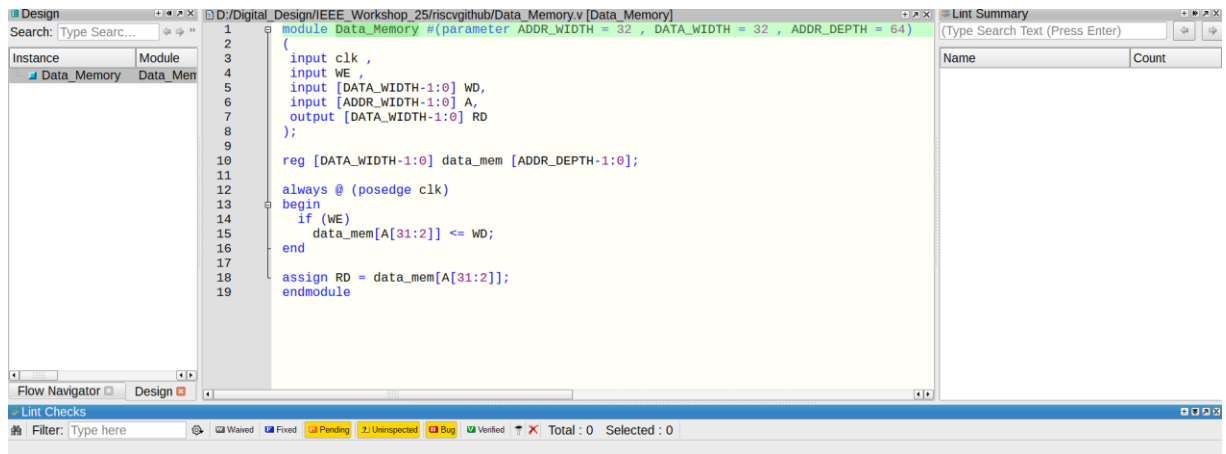 Design
Search: Type Searc... »
Instance Module
Data_Memory Data_Mem
Flow Navigator Design
D:/Digital_Design/IEEE_Workshop_25/riscvgithub/Data_Memory.v [Data_Memory]
1 module Data_Memory #(parameter ADDR_WIDTH = 32 , DATA_WIDTH = 32 , ADDR_DEPTH = 64)
2 (
3 input clk ,
4 input WE ,
5 input [DATA_WIDTH-1:0] WD,
6 input [ADDR_WIDTH-1:0] A,
7 output [DATA_WIDTH-1:0] RD
8 );
9
10 reg [DATA_WIDTH-1:0] data_mem [ADDR_DEPTH-1:0];
11
12 always @ (posedge clk)
13 begin
14 if (WE)
15 data_mem[A[31:2]] <= WD;
16 end
17
18 assign RD = data_mem[A[31:2]];
19 endmodule
Lint Summary
(Type Search Text (Press Enter)
Name Count
Lint Checks
Filter: Type here Waived Fixed Pending Uninspected Bug Verified Total : 0 Selected : 0